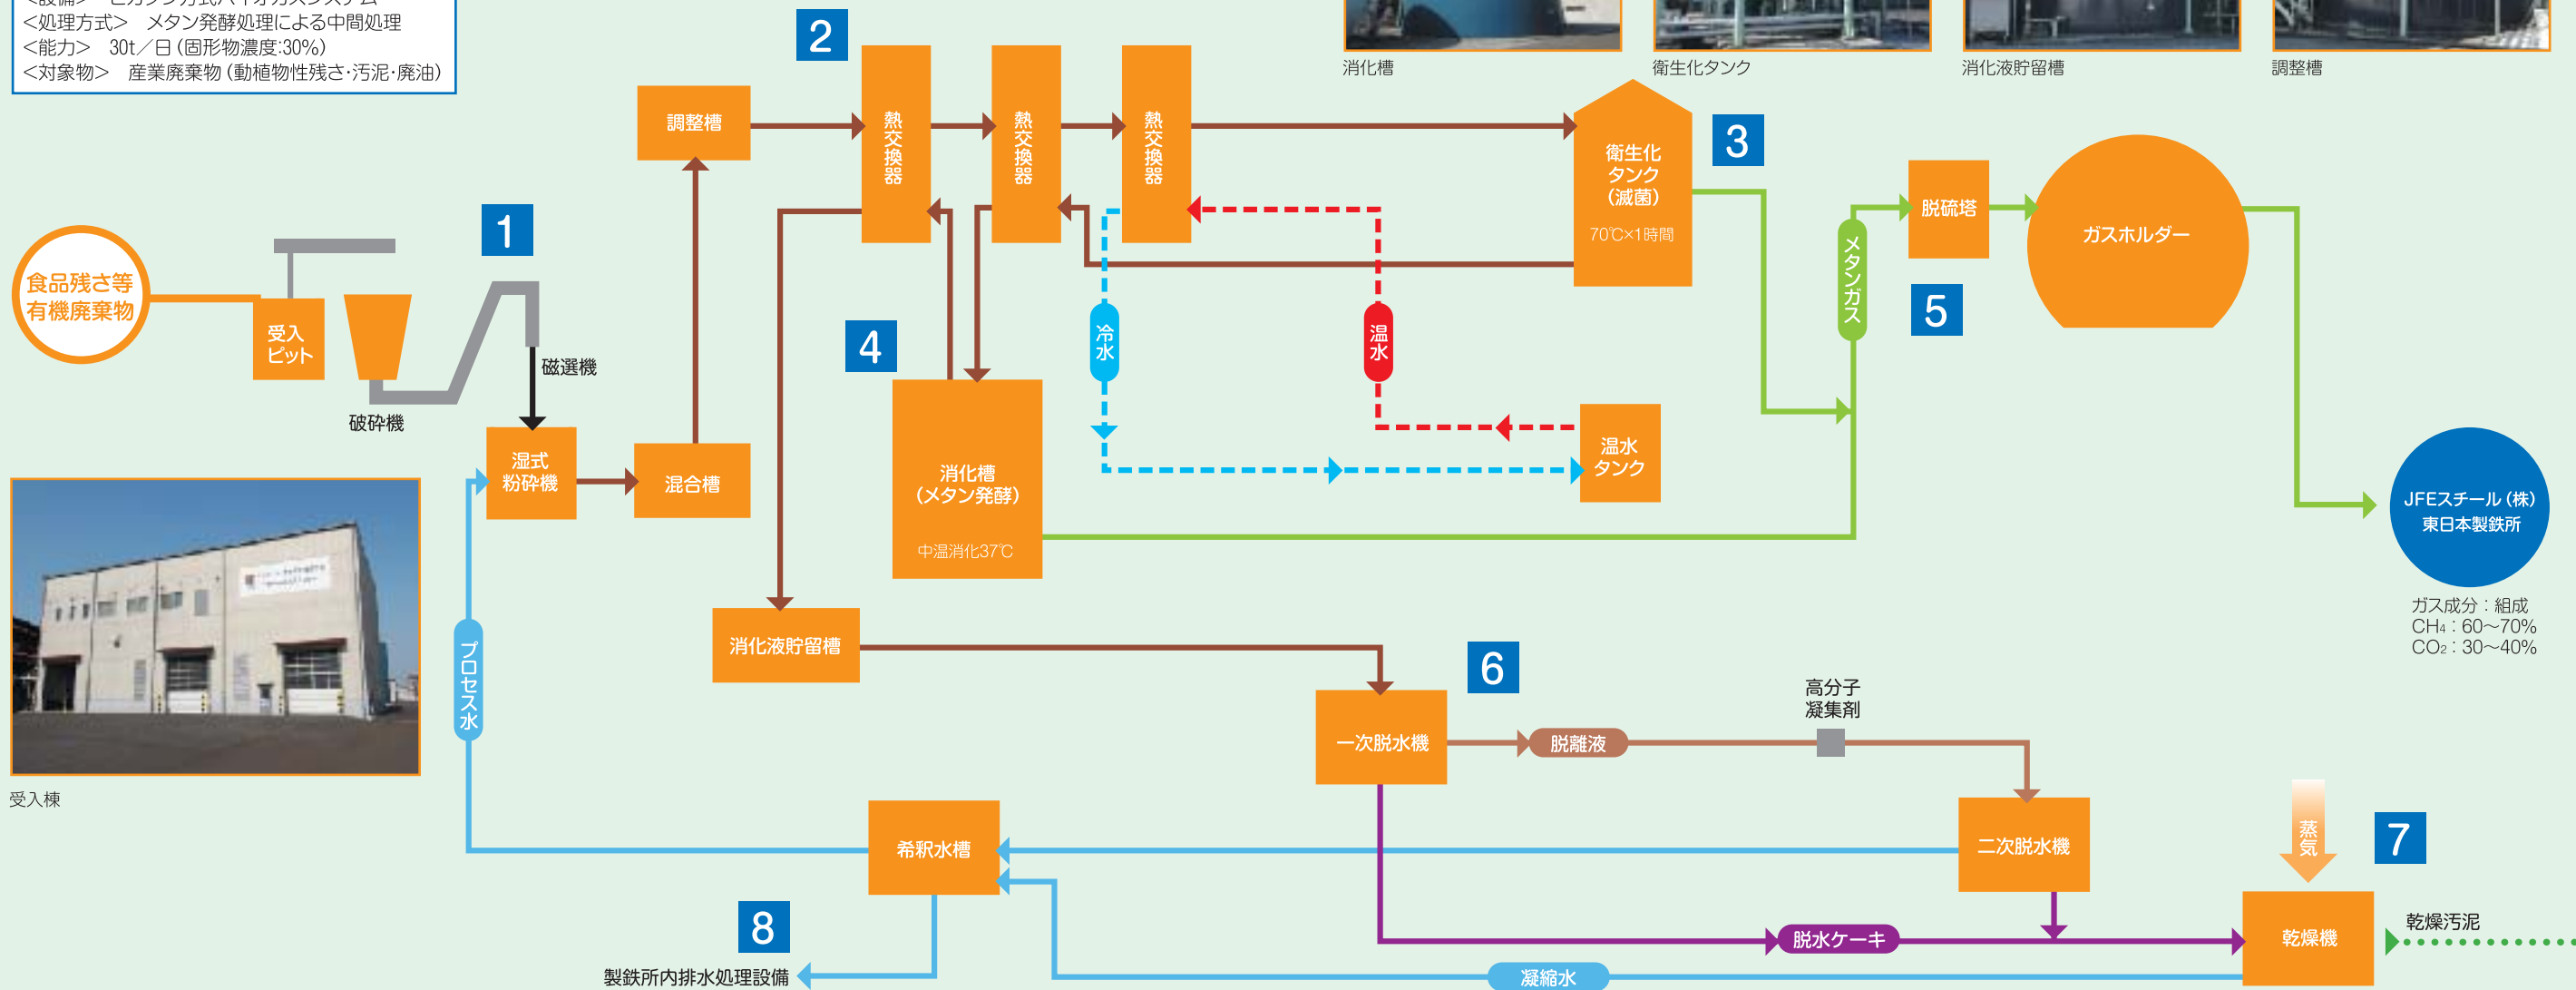 <処理方式> メタン発酵処理による中間処理
<能力> 30t/日(固形物濃度:30%)
<対象物> 産業廃棄物(動植物性残さ・汚泥・廃油)
消化槽
衛生化タンク
消化液貯留槽
調整槽
1
2
3
4
5
6
7
8
食品残さ等
有機廃棄物
受入
ピット
破砕機
磁選機
湿式
粉砕機
混合槽
調整槽
熱交換器
熱交換器
熱交換器
衛生化
タンク
(滅菌)
70℃×1時間
冷水
温水
温水
タンク
消化槽
(メタン発酵)
中温消化37℃
メタンガス
脱硫塔
ガスホルダー
JFEスチール(株)
東日本製鉄所
ガス成分:組成
CH4:60~70%
CO2:30~40%
消化液貯留槽
一次脱水機
脱離液
高分子
凝集剤
二次脱水機
蒸気
乾燥機
乾燥汚泥
脱水ケーキ
凝縮水
希釈水槽
プロセス水
製鉄所内排水処理設備
受入棟